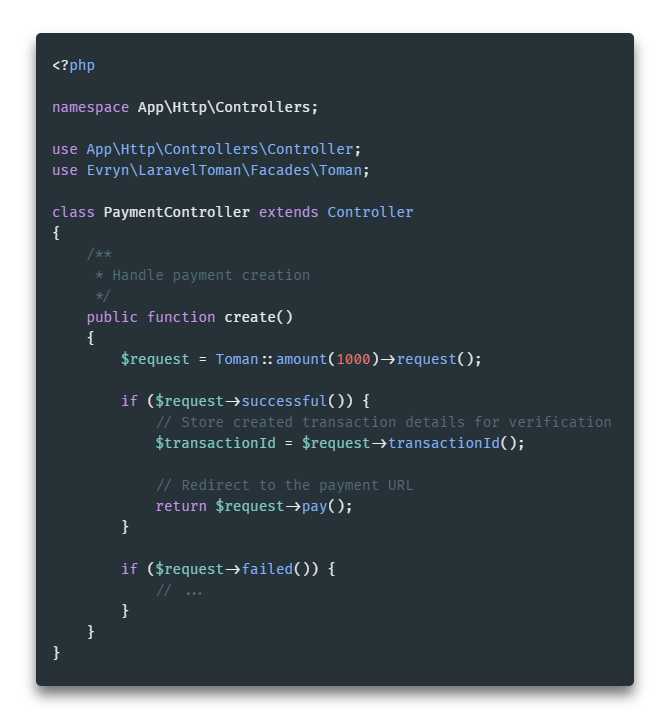 <?php
namespace App\Http\Controllers;
use App\Http\Controllers\Controller;
use Evryn\LaravelToman\Facades\Toman;
class PaymentController extends Controller
{
    /**
     * Handle payment creation
     */
    public function create()
    {
        $request = Toman::amount(1000)->request();
        if ($request->successful()) {
            // Store created transaction details for verification
            $transactionId = $request->transactionId();
            // Redirect to the payment URL
            return $request->pay();
        }
        if ($request->failed()) {
            // ...
        }
    }
}